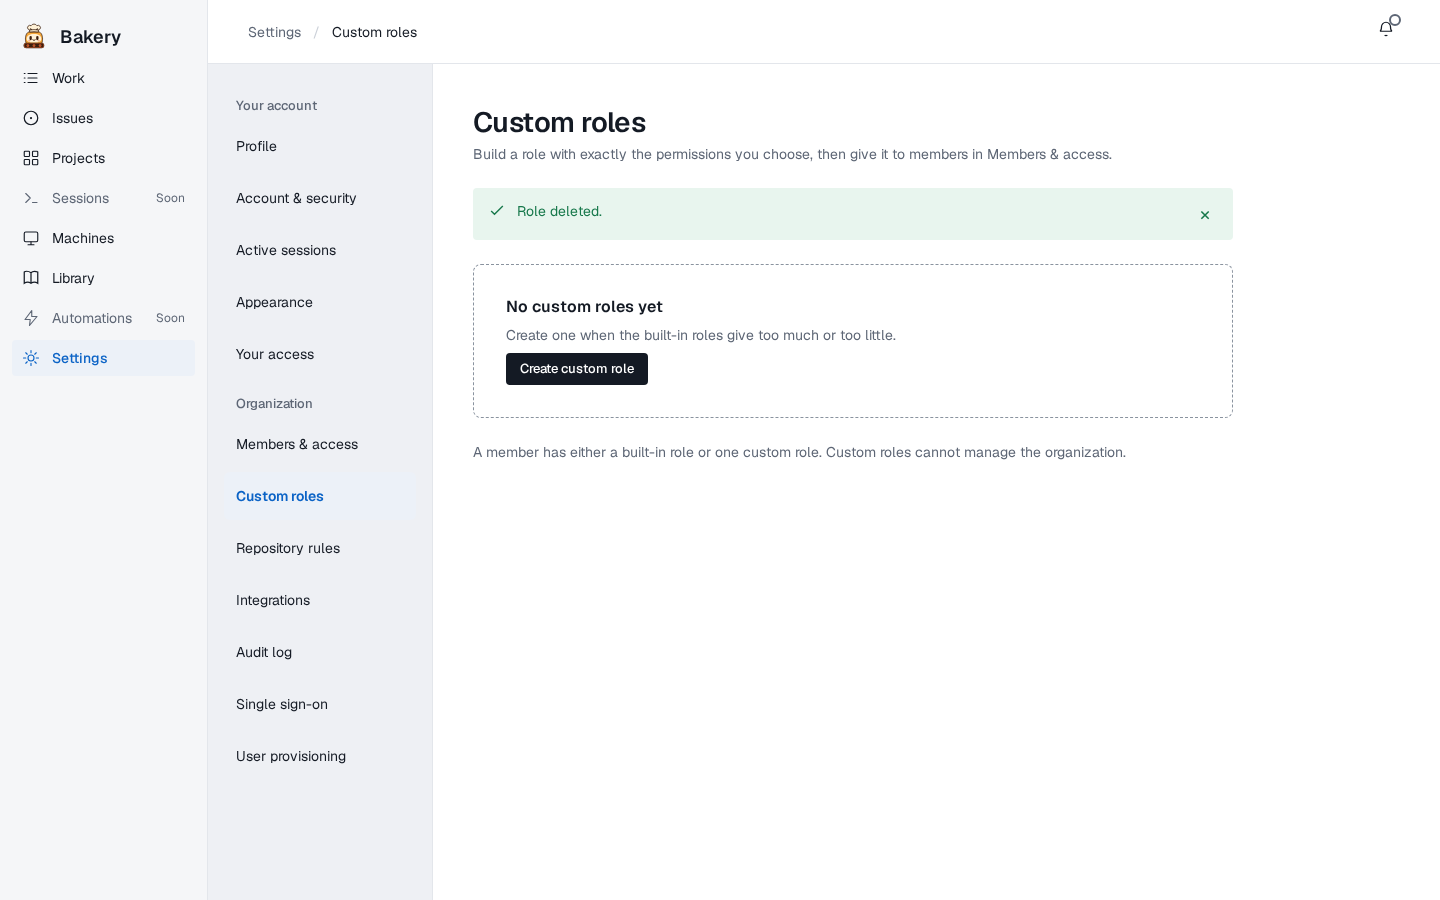 Bakery
Work
Issues
Projects
Sessions Soon
Machines
Library
Automations Soon
Settings
Settings / Custom roles
Your account
Profile
Account & security
Active sessions
Appearance
Your access
Organization
Members & access
Custom roles
Repository rules
Integrations
Audit log
Single sign-on
User provisioning
Custom roles
Build a role with exactly the permissions you choose, then give it to members in Members & access.
Role deleted.
No custom roles yet
Create one when the built-in roles give too much or too little.
Create custom role
A member has either a built-in role or one custom role. Custom roles cannot manage the organization.